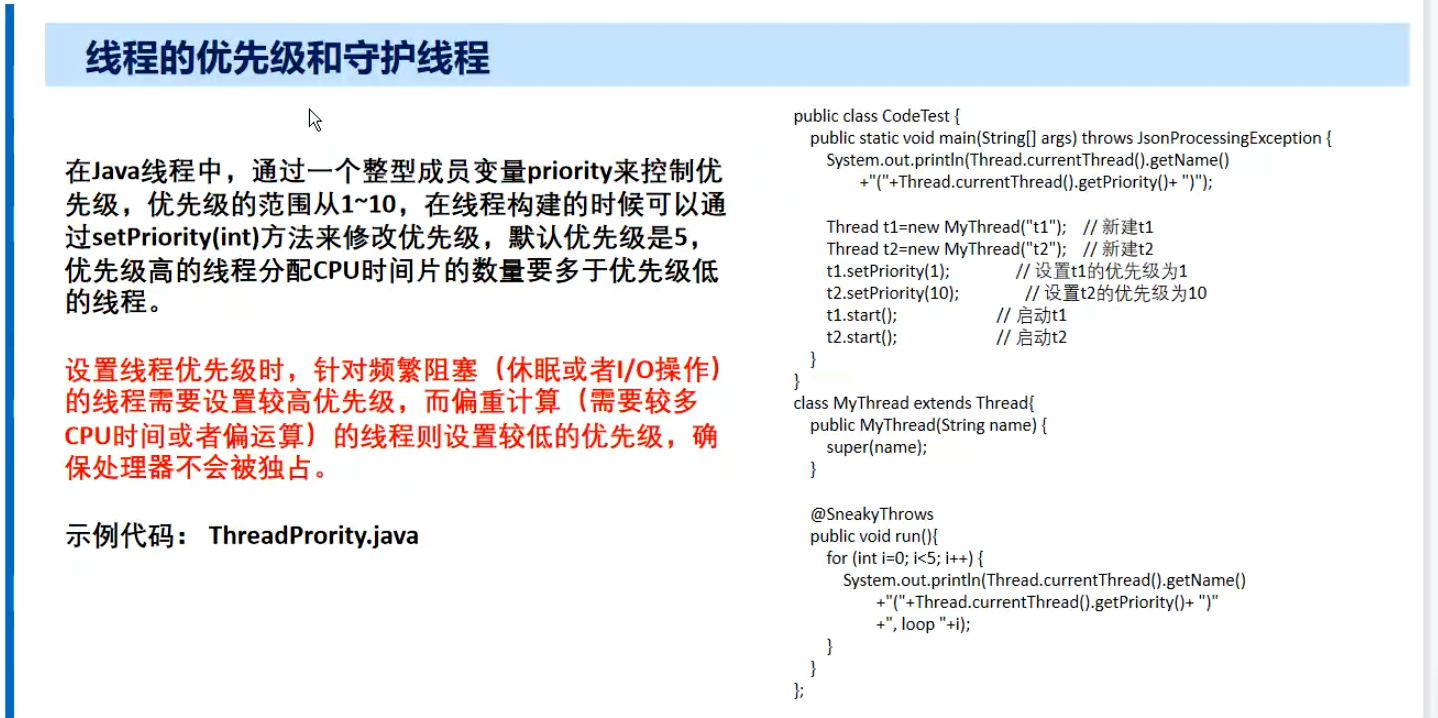 线程的优先级和守护线程
在Java线程中，通过一个整型成员变量priority来控制优
先级，优先级的范围从1~10，在线程构建的时候可以通
过setPriority(int)方法来修改优先级，默认优先级是5，
优先级高的线程分配CPU时间片的数量要多于优先级低
的线程。
设置线程优先级时，针对频繁阻塞（休眠或者I/O操作）
的线程需要设置较高优先级，而偏重计算（需要较多
CPU时间或者偏运算）的线程则设置较低的优先级，确
保处理器不会被独占。
示例代码： ThreadPrority.java
public class CodeTest {
public static void main(String[] args) throws JsonProcessingException {
System.out.println(Thread.currentThread().getName()
+"("+Thread.currentThread().getPriority()+ ")");
Thread t1=new MyThread("t1"); // 新建t1
Thread t2=new MyThread("t2"); // 新建t2
t1.setPriority(1); // 设置t1的优先级为1
t2.setPriority(10); // 设置t2的优先级为10
t1.start(); // 启动t1
t2.start(); // 启动t2
}
}
class MyThread extends Thread{
public MyThread(String name) {
super(name);
}
@SneakyThrows
public void run(){
for (int i=0; i<5; i++) {
System.out.println(Thread.currentThread().getName()
+"("+Thread.currentThread().getPriority()+ ")"
+", loop "+i);
}
}
};